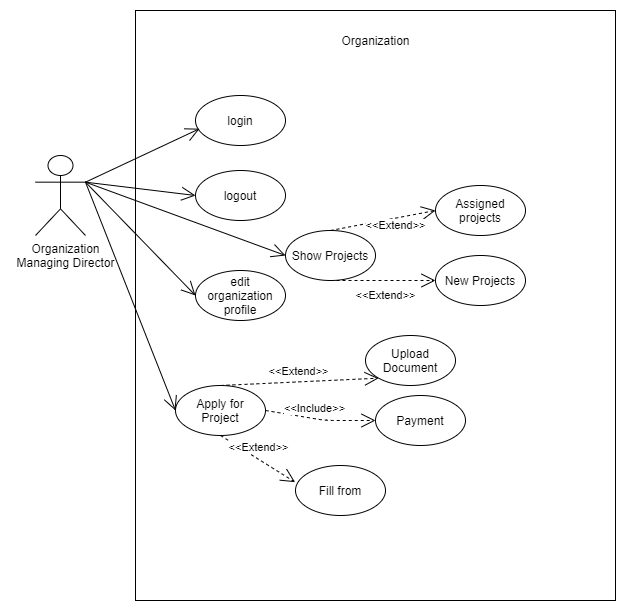 Organization
login
logout
Organization
Managing Director
Show Projects
<<Extend>>
Assigned
projects
<<Extend>>
New Projects
edit
organization
profile
Apply for
Project
<<Extend>>
Upload
Document
<<Include>>
Payment
<<Extend>>
Fill from